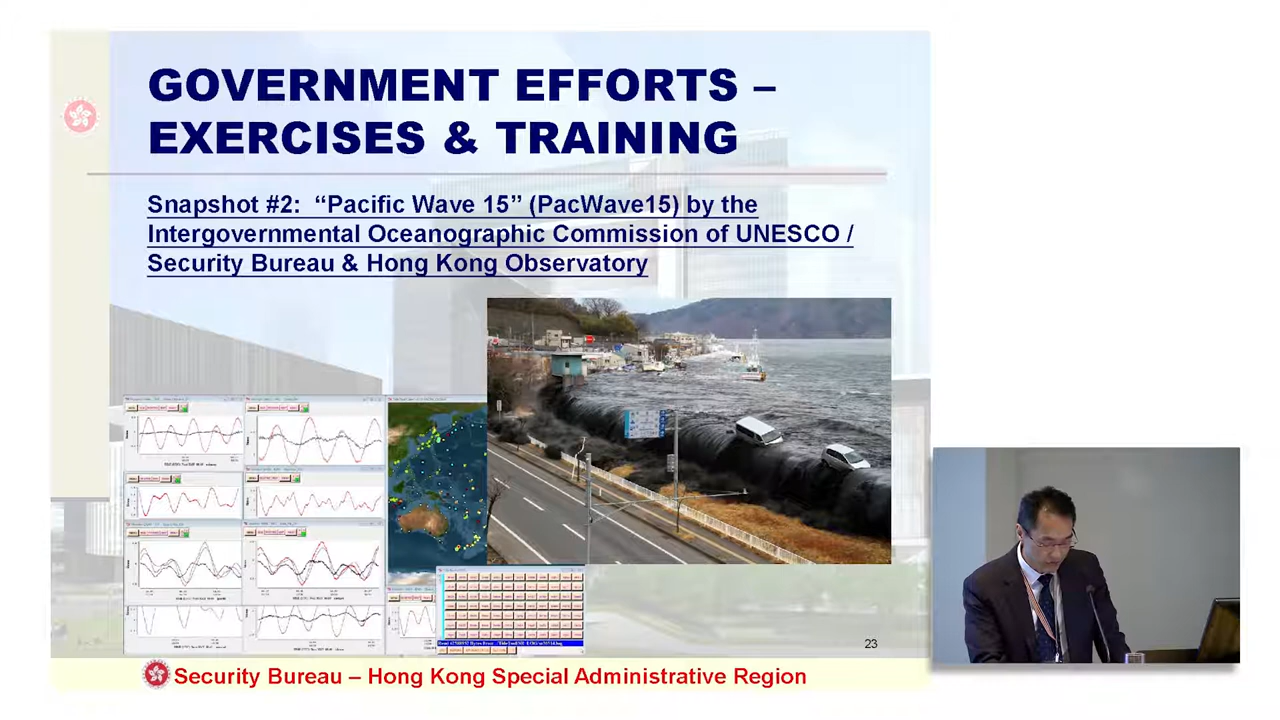 GOVERNMENT EFFORTS –
EXERCISES & TRAINING
Snapshot #2:  “Pacific Wave 15” (PacWave15) by the
Intergovernmental Oceanographic Commission of UNESCO /
Security Bureau & Hong Kong Observatory
23
Security Bureau – Hong Kong Special Administrative Region